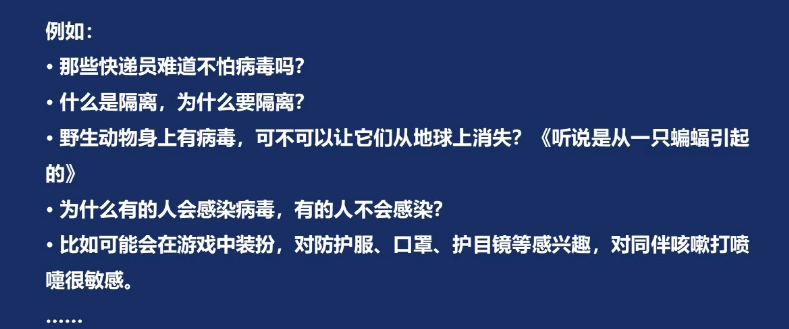 例如：
• 那些快递员难道不怕病毒吗？
• 什么是隔离，为什么要隔离？
• 野生动物身上有病毒，可不可以让它们从地球上消失？《听说是从一只蝙蝠引起
的》
• 为什么有的人会感染病毒，有的人不会感染？
• 比如可能会在游戏中装扮，对防护服、口罩、护目镜等感兴趣，对同伴咳嗽打喷
嚏很敏感。
……